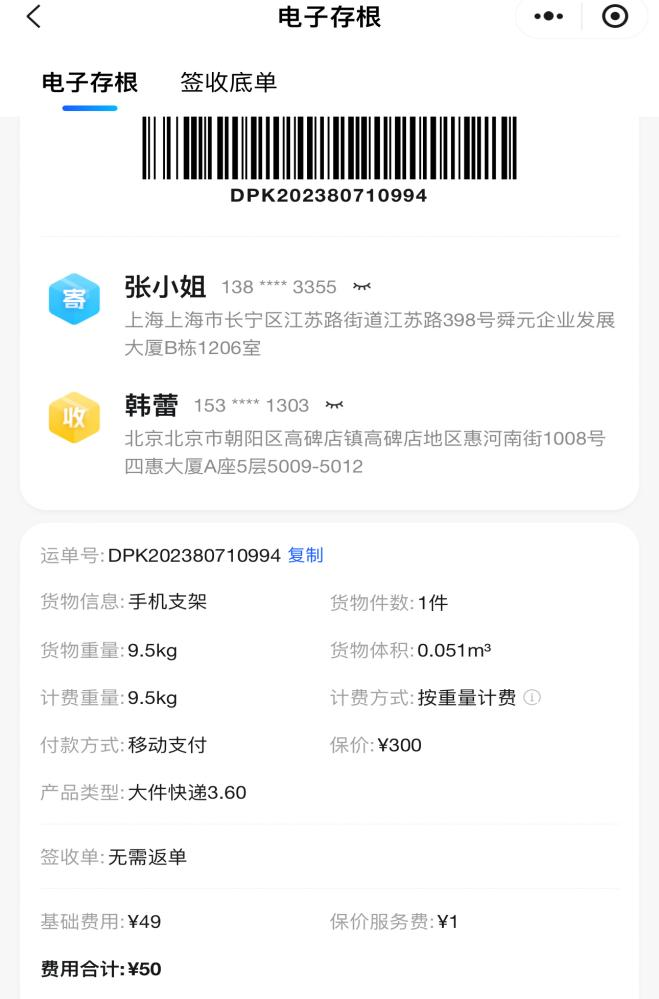 电子存根
电子存根 签收底单
DPK202380710994
寄 张小姐 138 **** 3355
上海上海市长宁区江苏路街道江苏路398号舜元企业发展
大厦B栋1206室
收 韩蕾 153 **** 1303
北京北京市朝阳区高碑店镇高碑店地区惠河南街1008号
四惠大厦A座5层5009-5012
运单号:DPK202380710994 复制
货物信息:手机支架 货物件数:1件
货物重量:9.5kg 货物体积:0.051m³
计费重量:9.5kg 计费方式:按重量计费
付款方式:移动支付 保价:¥300
产品类型:大件快递3.60
签收单:无需返单
基础费用:¥49 保价服务费:¥1
费用合计:¥50